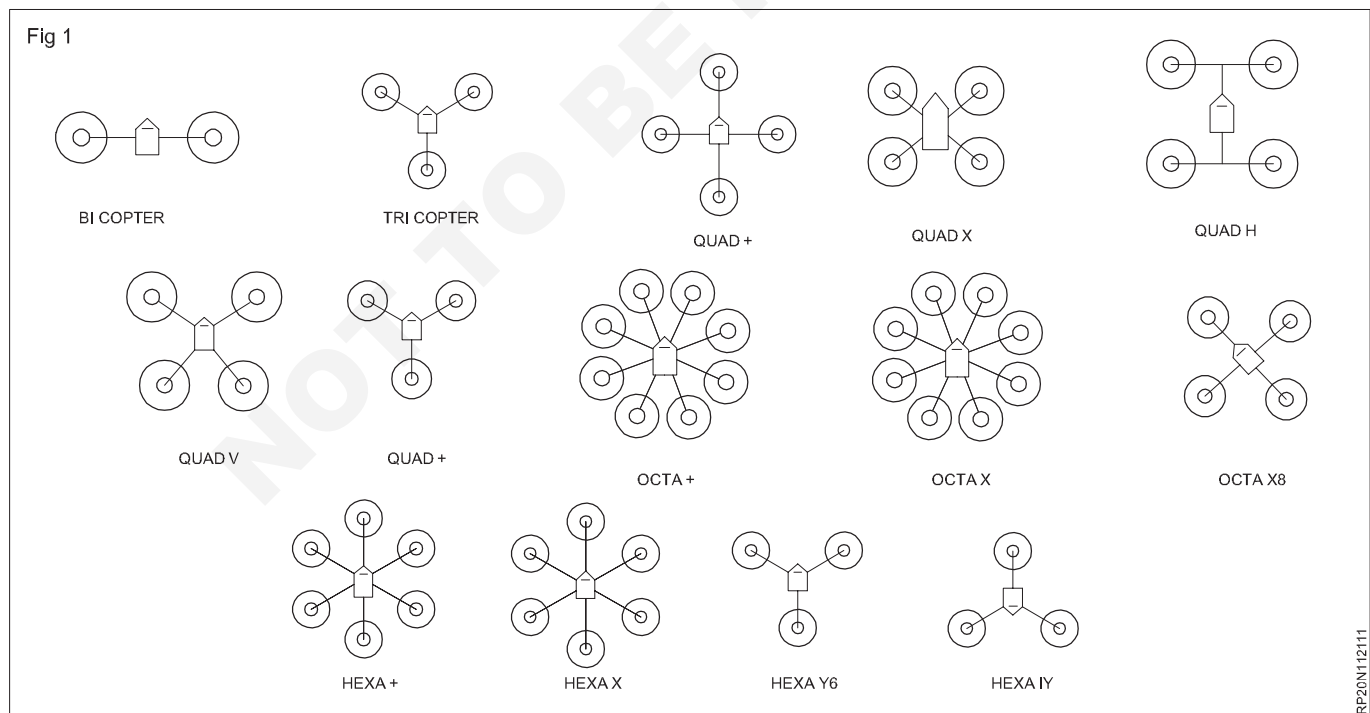 Fig 1
BI COPTER
TRI COPTER
QUAD +
QUAD X
QUAD H
QUAD V
QUAD +
OCTA +
OCTA X
OCTA X8
HEXA +
HEXA X
HEXA Y6
HEXA IY
RP20N112111
NOT TO BE